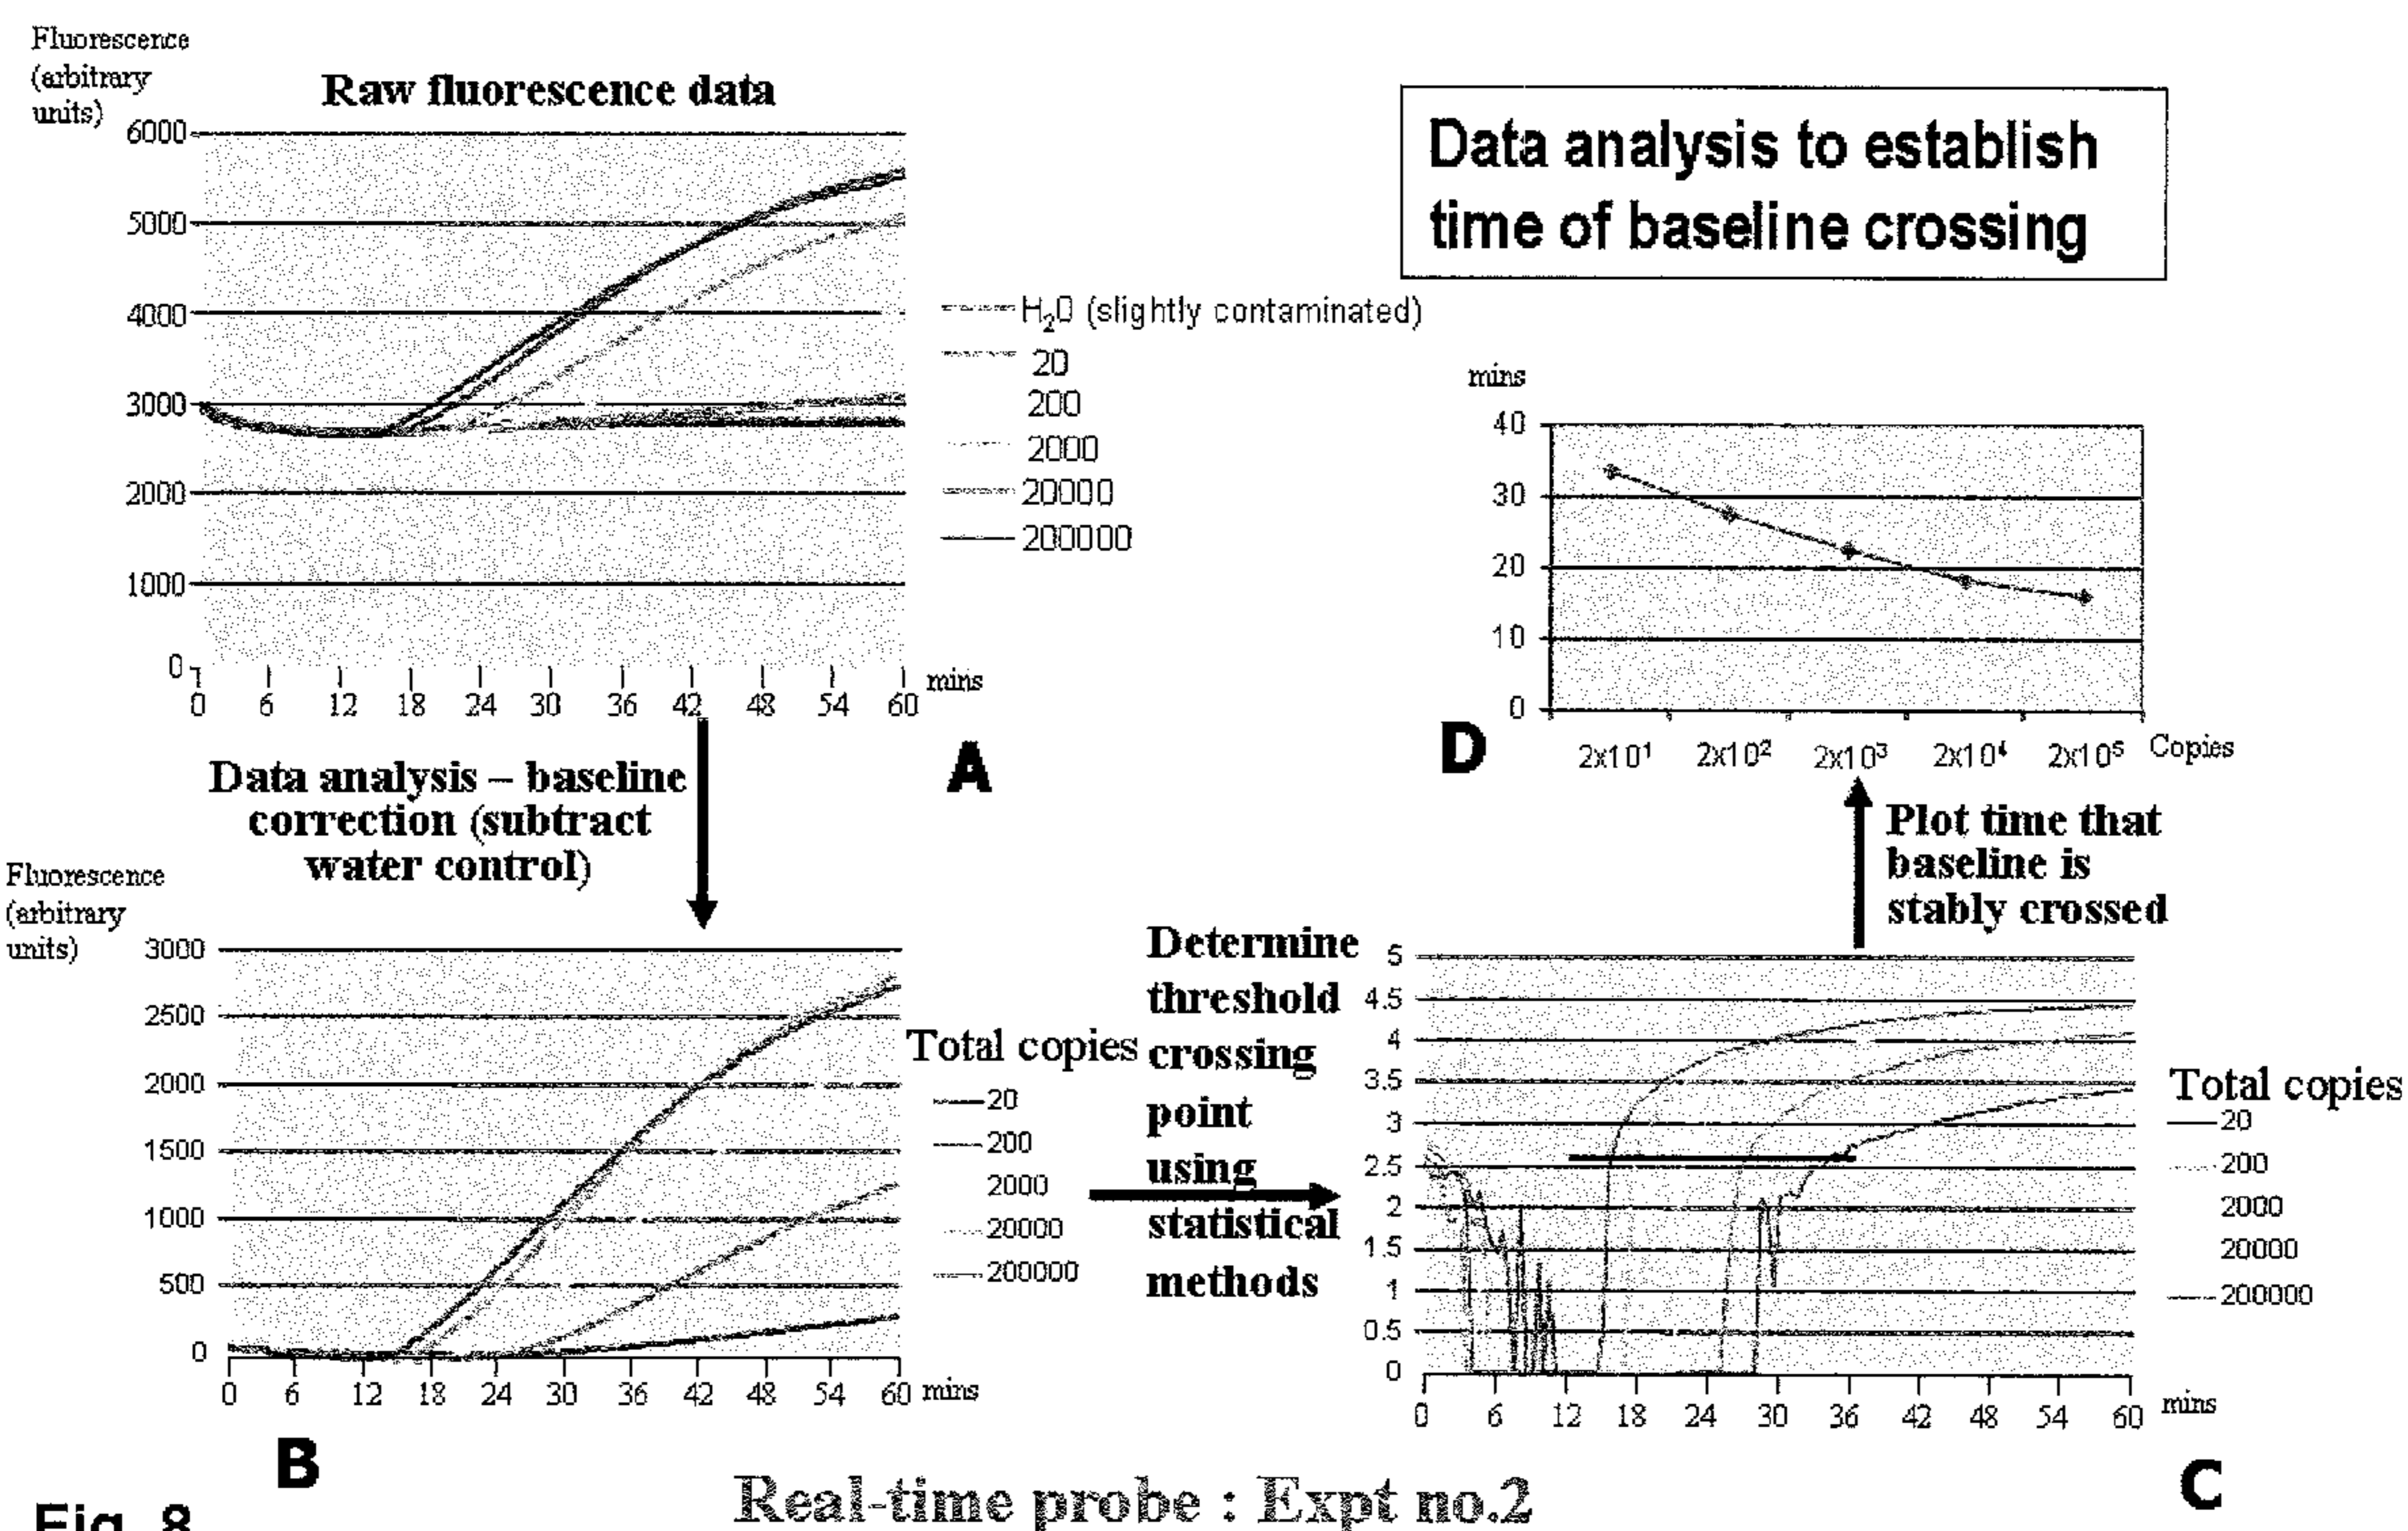 Fluorescence
(arbitrary
units)
Raw fluorescence data
6000
5000
4000
3000
2000
1000
0
0 6 12 18 24 30 36 42 48 54 60 mins
H₂O (slightly contaminated)
20
200
2000
20000
200000
A
Data analysis to establish
time of baseline crossing
mins
40
30
20
10
0
2x10¹ 2x10² 2x10³ 2x10⁴ 2x10⁵ Copies
D
Data analysis – baseline
correction (subtract
water control)
Plot time that
baseline is
stably crossed
Fluorescence
(arbitrary
units)
3000
2500
2000
1500
1000
500
0
0 6 12 18 24 30 36 42 48 54 60 mins
Total copies
20
200
2000
20000
200000
B
Determine
threshold
crossing
point
using
statistical
methods
5
4.5
4
3.5
3
2.5
2
1.5
1
0.5
0
0 6 12 18 24 30 36 42 48 54 60 mins
Total copies
20
200
2000
20000
200000
C
Real-time probe : Expt no.2
Fig. 8